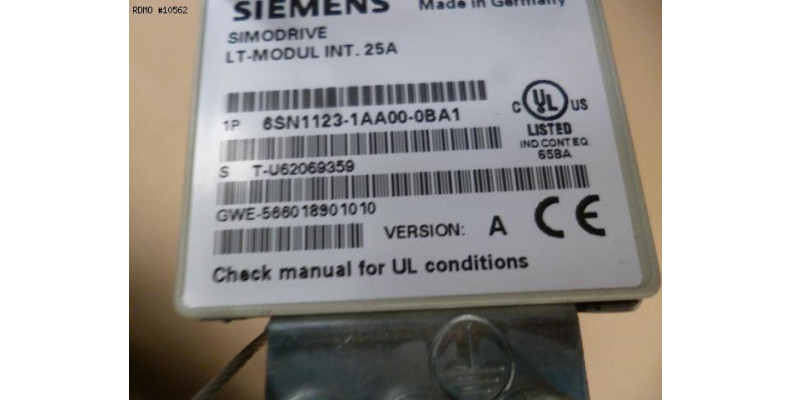 RDMO #10562
SIEMENS Made in Germany
SIMODRIVE
LT-MODUL INT. 25A
1P 6SN1123-1AA00-0BA1
C UL US
LISTED
IND.CONT.EQ.
65BA
S T-U62069359
GWE-566018901010
VERSION: A CE
Check manual for UL conditions